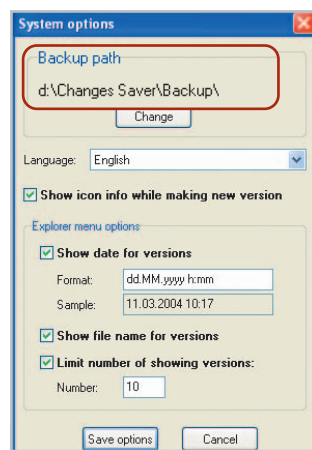 System options
Backup path
d:\Changes Saver\Backup\
Change
Language: English
Show icon info while making new version
Explorer menu options
Show date for versions
Format: dd.MM.yyyy h:mm
Sample: 11.03.2004 10:17
Show file name for versions
Limit number of showing versions:
Number: 10
Save options Cancel